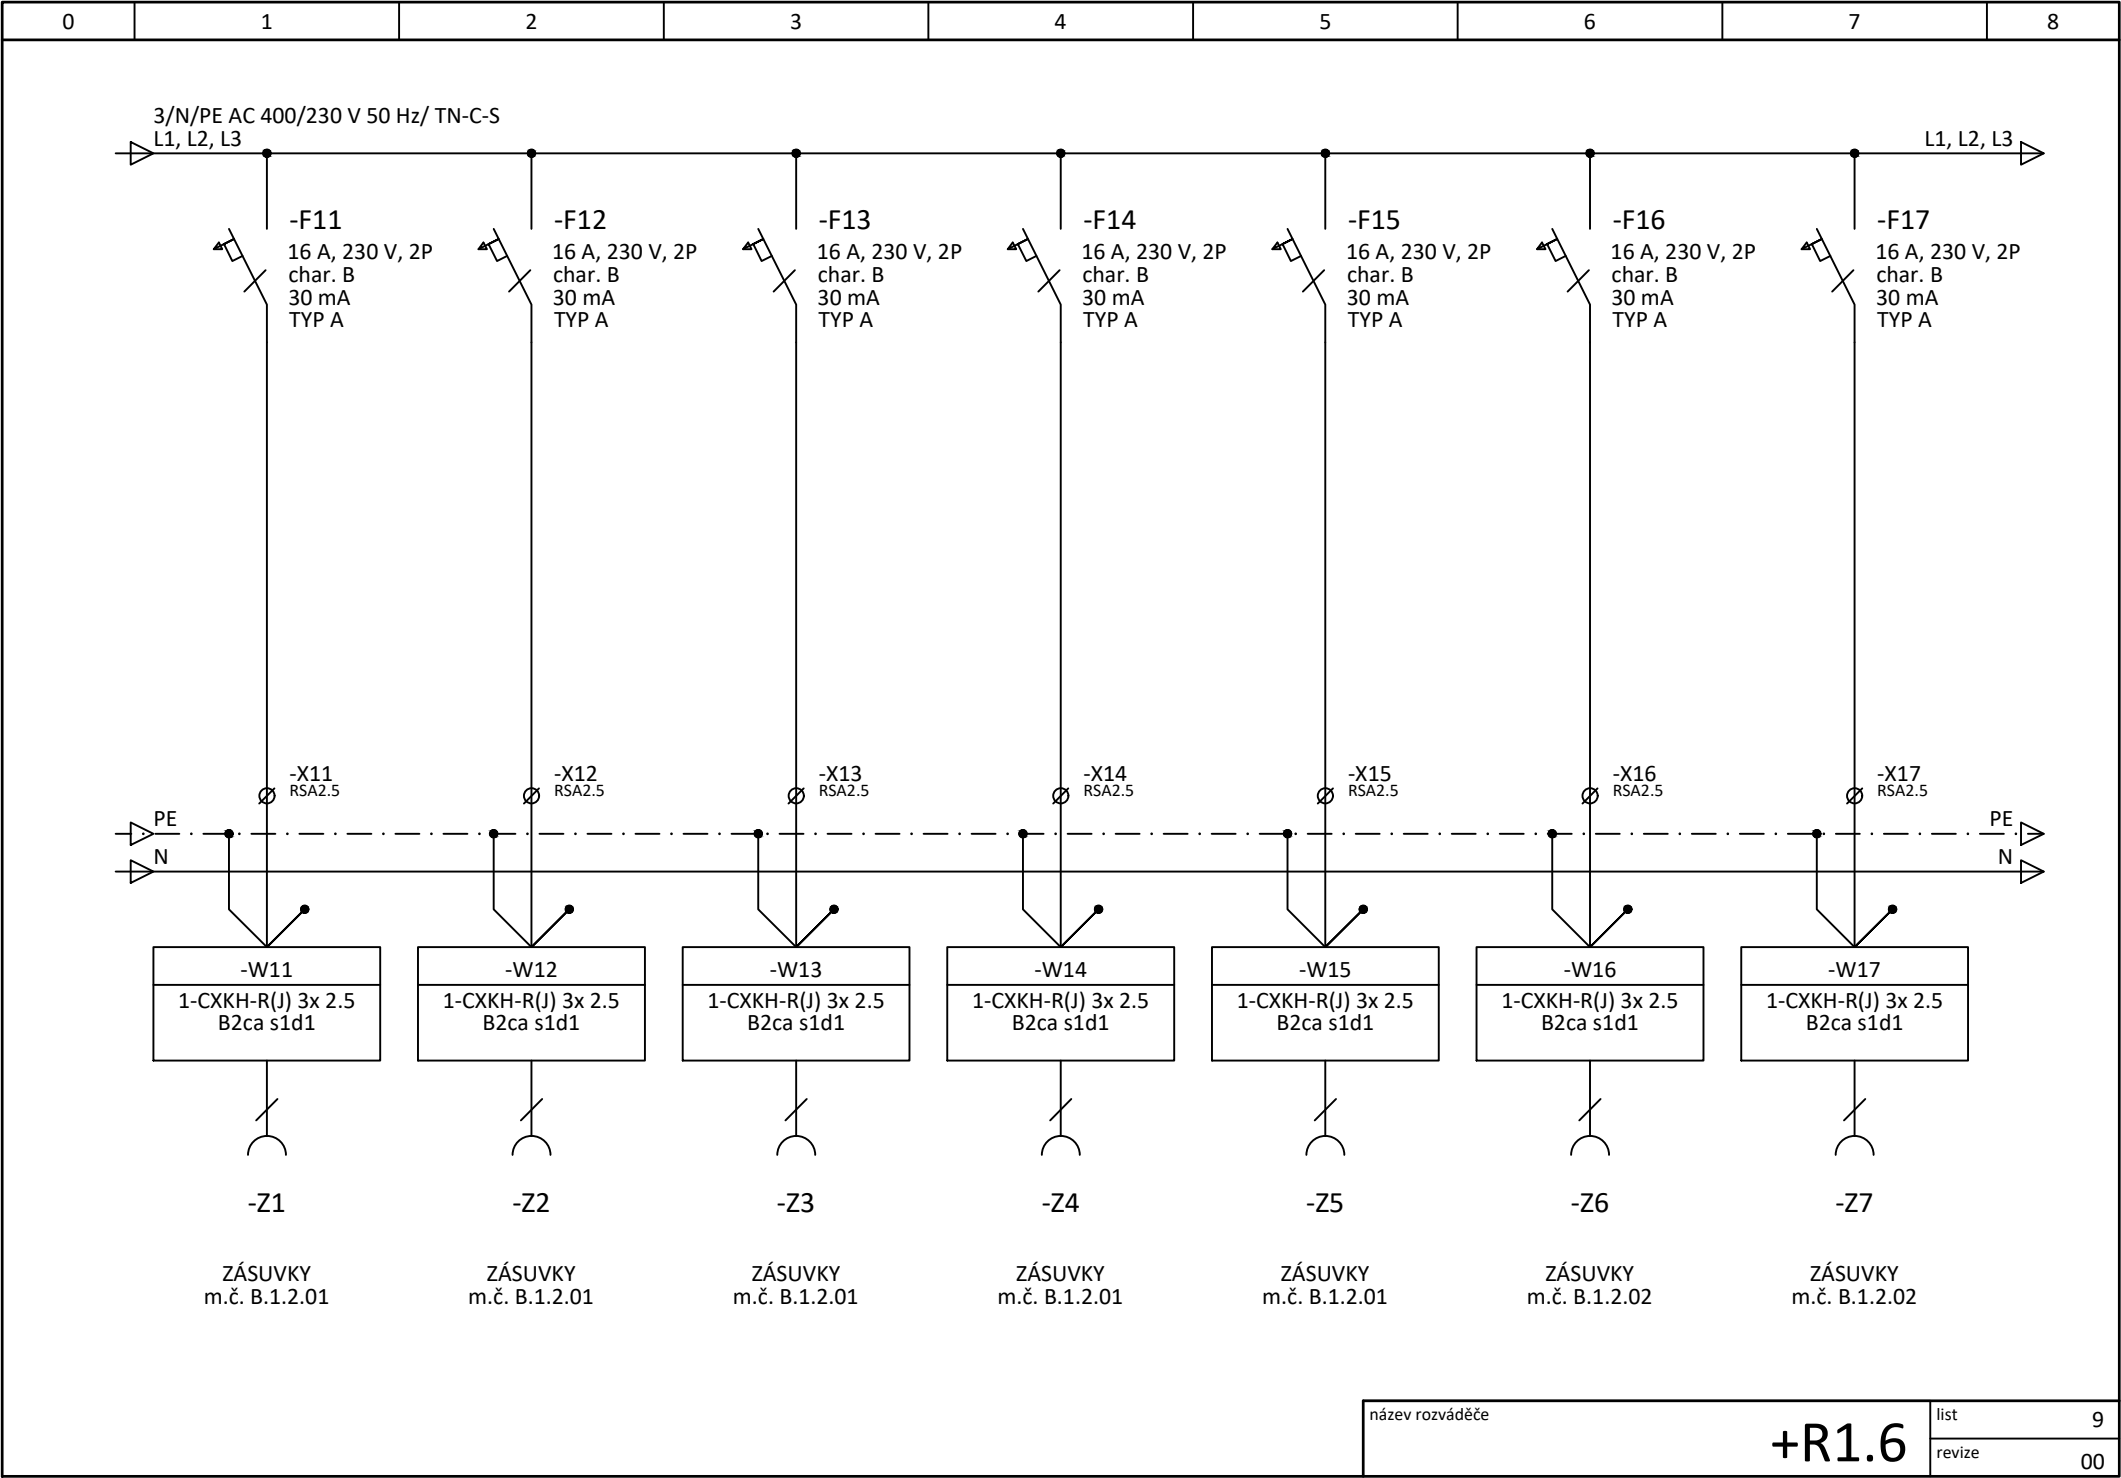 0 1 2 3 4 5 6 7 8
3/N/PE AC 400/230 V 50 Hz/ TN-C-S
L1, L2, L3 L1, L2, L3
-F11 -F12 -F13 -F14 -F15 -F16 -F17
16 A, 230 V, 2P 16 A, 230 V, 2P 16 A, 230 V, 2P 16 A, 230 V, 2P 16 A, 230 V, 2P 16 A, 230 V, 2P 16 A, 230 V, 2P
char. B char. B char. B char. B char. B char. B char. B
30 mA 30 mA 30 mA 30 mA 30 mA 30 mA 30 mA
TYP A TYP A TYP A TYP A TYP A TYP A TYP A
-X11 -X12 -X13 -X14 -X15 -X16 -X17
RSA2.5 RSA2.5 RSA2.5 RSA2.5 RSA2.5 RSA2.5 RSA2.5
PE PE
N N
-W11 -W12 -W13 -W14 -W15 -W16 -W17
1-CXKH-R(J) 3x 2.5 1-CXKH-R(J) 3x 2.5 1-CXKH-R(J) 3x 2.5 1-CXKH-R(J) 3x 2.5 1-CXKH-R(J) 3x 2.5 1-CXKH-R(J) 3x 2.5 1-CXKH-R(J) 3x 2.5
B2ca s1d1 B2ca s1d1 B2ca s1d1 B2ca s1d1 B2ca s1d1 B2ca s1d1 B2ca s1d1
-Z1 -Z2 -Z3 -Z4 -Z5 -Z6 -Z7
ZÁSUVKY ZÁSUVKY ZÁSUVKY ZÁSUVKY ZÁSUVKY ZÁSUVKY ZÁSUVKY
m.č. B.1.2.01 m.č. B.1.2.01 m.č. B.1.2.01 m.č. B.1.2.01 m.č. B.1.2.01 m.č. B.1.2.02 m.č. B.1.2.02
název rozváděče
+R1.6
list 9
revize 00